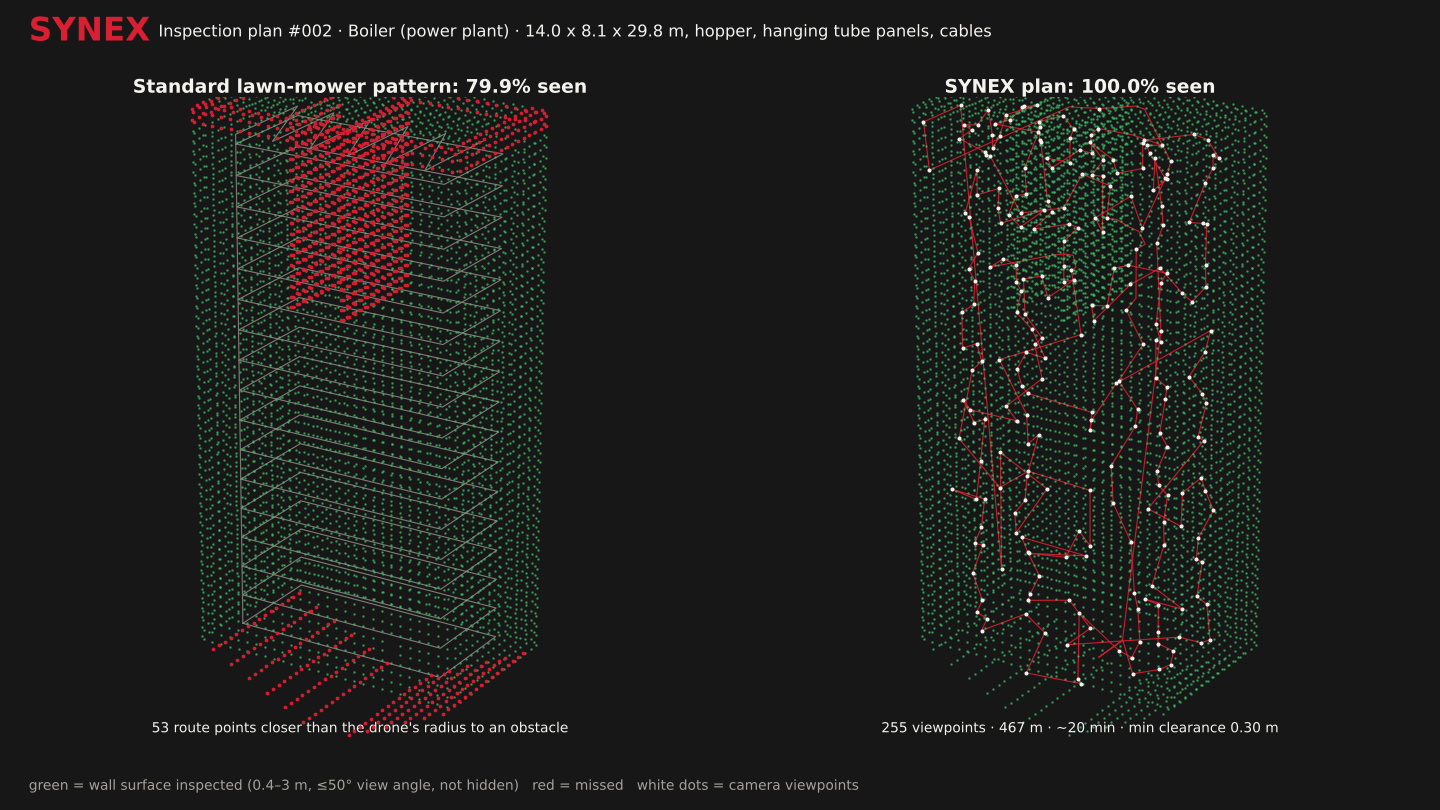 SYNEX Inspection plan #002 · Boiler (power plant) · 14.0 x 8.1 x 29.8 m, hopper, hanging tube panels, cables
Standard lawn-mower pattern: 79.9% seen
SYNEX plan: 100.0% seen
53 route points closer than the drone's radius to an obstacle
255 viewpoints · 467 m · ~20 min · min clearance 0.30 m
green = wall surface inspected (0.4–3 m, ≤50° view angle, not hidden) red = missed white dots = camera viewpoints